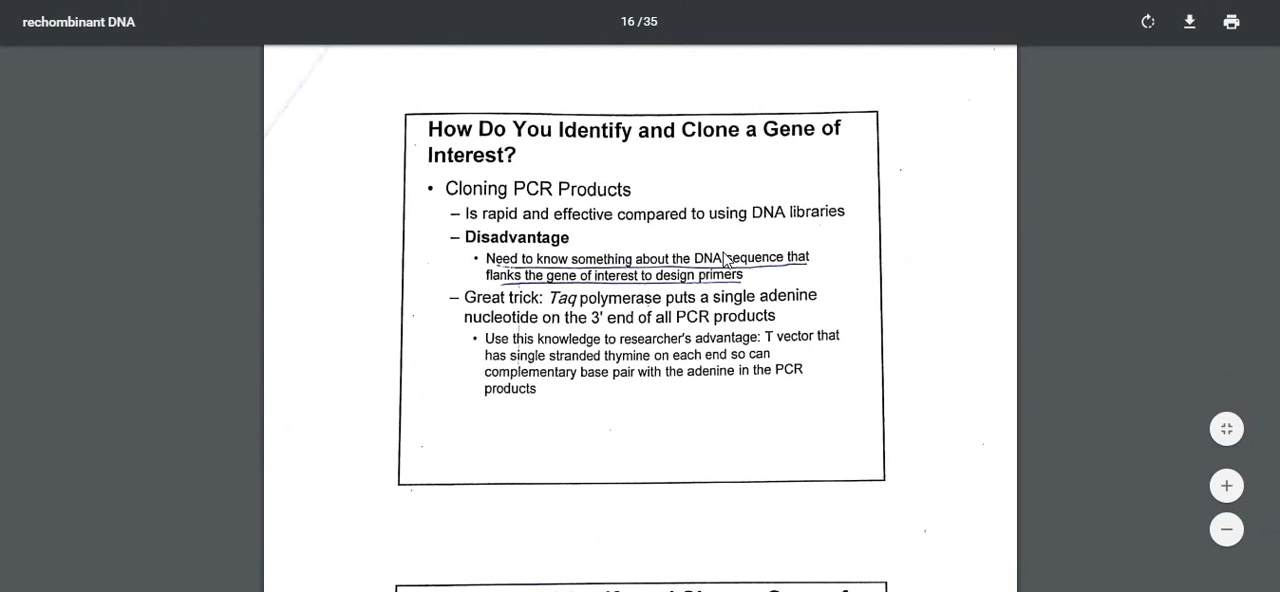 rechombinant DNA
16 / 35
How Do You Identify and Clone a Gene of
Interest?
• Cloning PCR Products
– Is rapid and effective compared to using DNA libraries
– Disadvantage
• Need to know something about the DNA sequence that
flanks the gene of interest to design primers
– Great trick: Taq polymerase puts a single adenine
nucleotide on the 3' end of all PCR products
• Use this knowledge to researcher's advantage: T vector that
has single stranded thymine on each end so can
complementary base pair with the adenine in the PCR
products